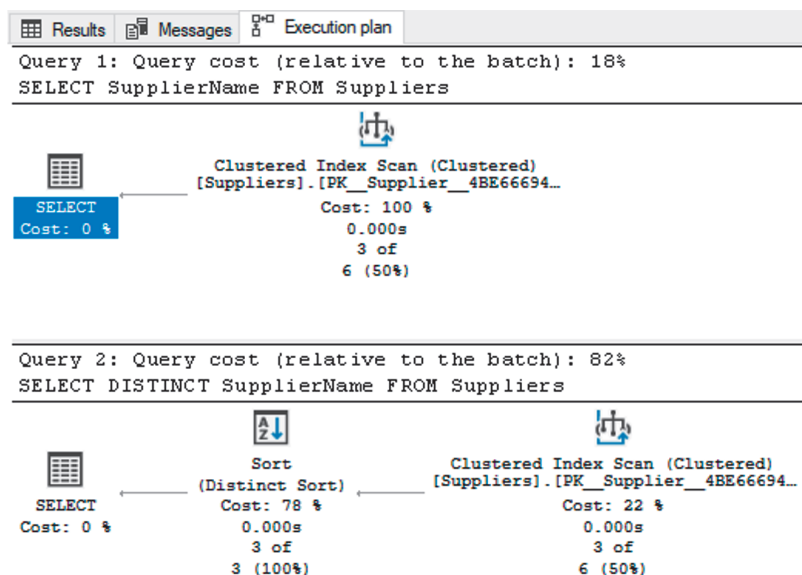 Results Messages Execution plan
Query 1: Query cost (relative to the batch): 18%
SELECT SupplierName FROM Suppliers
Clustered Index Scan (Clustered)
[Suppliers].[PK__Supplier__4BE66694…
SELECT
Cost: 0 %
Cost: 100 %
0.000s
3 of
6 (50%)
Query 2: Query cost (relative to the batch): 82%
SELECT DISTINCT SupplierName FROM Suppliers
SELECT
Cost: 0 %
Sort
(Distinct Sort)
Cost: 78 %
0.000s
3 of
3 (100%)
Clustered Index Scan (Clustered)
[Suppliers].[PK__Supplier__4BE66694…
Cost: 22 %
0.000s
3 of
6 (50%)